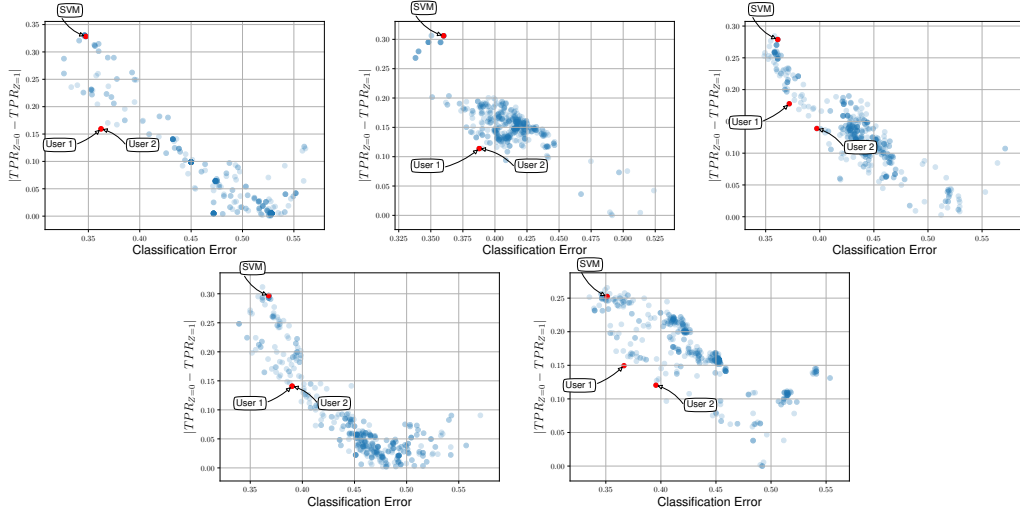 SVM
0.35
0.30
0.25
0.20
0.15
0.10
0.05
0.00
|TPR_{Z=0} − TPR_{Z=1}|
User 1
User 2
0.35 0.40 0.45 0.50 0.55
Classification Error
SVM
0.30
0.25
0.20
0.15
0.10
0.05
0.00
|TPR_{Z=0} − TPR_{Z=1}|
User 1
User 2
0.325 0.350 0.375 0.400 0.425 0.450 0.475 0.500 0.525
Classification Error
SVM
0.30
0.25
0.20
0.15
0.10
0.05
0.00
|TPR_{Z=0} − TPR_{Z=1}|
User 1
User 2
0.35 0.40 0.45 0.50 0.55
Classification Error
SVM
0.30
0.25
0.20
0.15
0.10
0.05
0.00
|TPR_{Z=0} − TPR_{Z=1}|
User 1
User 2
0.35 0.40 0.45 0.50 0.55
Classification Error
SVM
0.25
0.20
0.15
0.10
0.05
0.00
|TPR_{Z=0} − TPR_{Z=1}|
User 1
User 2
0.35 0.40 0.45 0.50 0.55
Classification Error